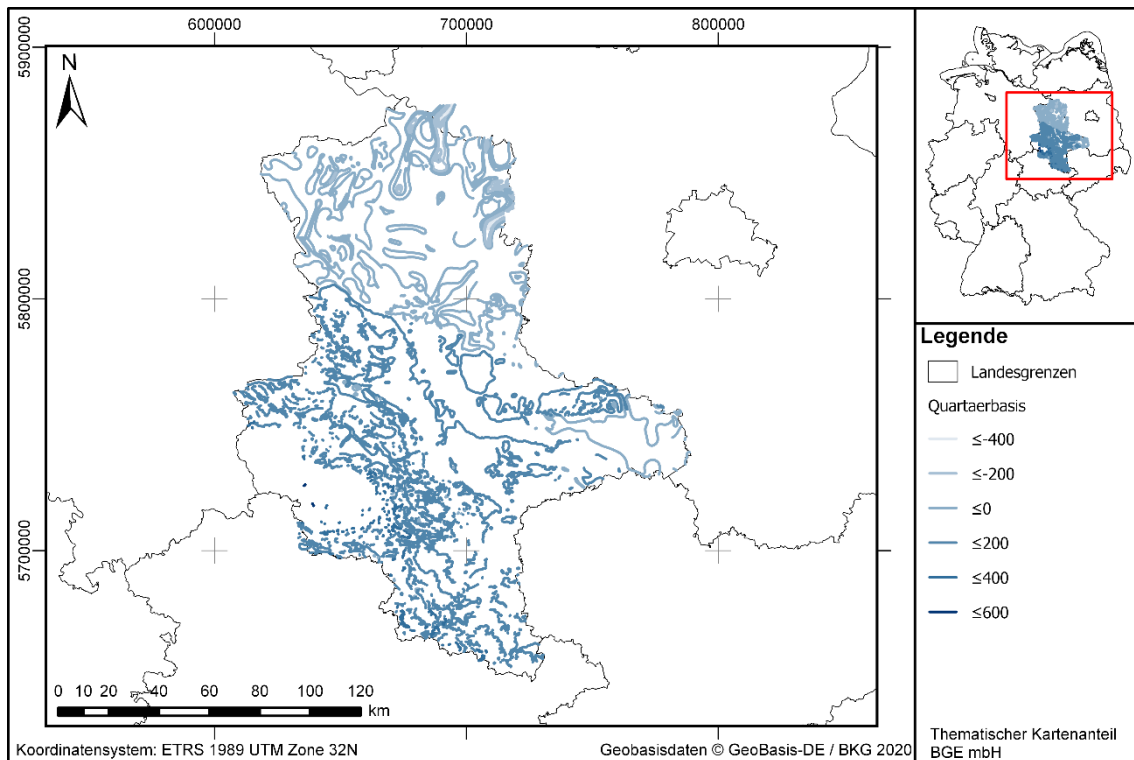 600000
700000
800000
5900000
5800000
5700000
N
0 10 20 40 60 80 100 120
km
Koordinatensystem: ETRS 1989 UTM Zone 32N
Geobasisdaten © GeoBasis-DE / BKG 2020
Legende
Landesgrenzen
Quartaerbasis
≤-400
≤-200
≤0
≤200
≤400
≤600
Thematischer Kartenanteil
BGE mbH